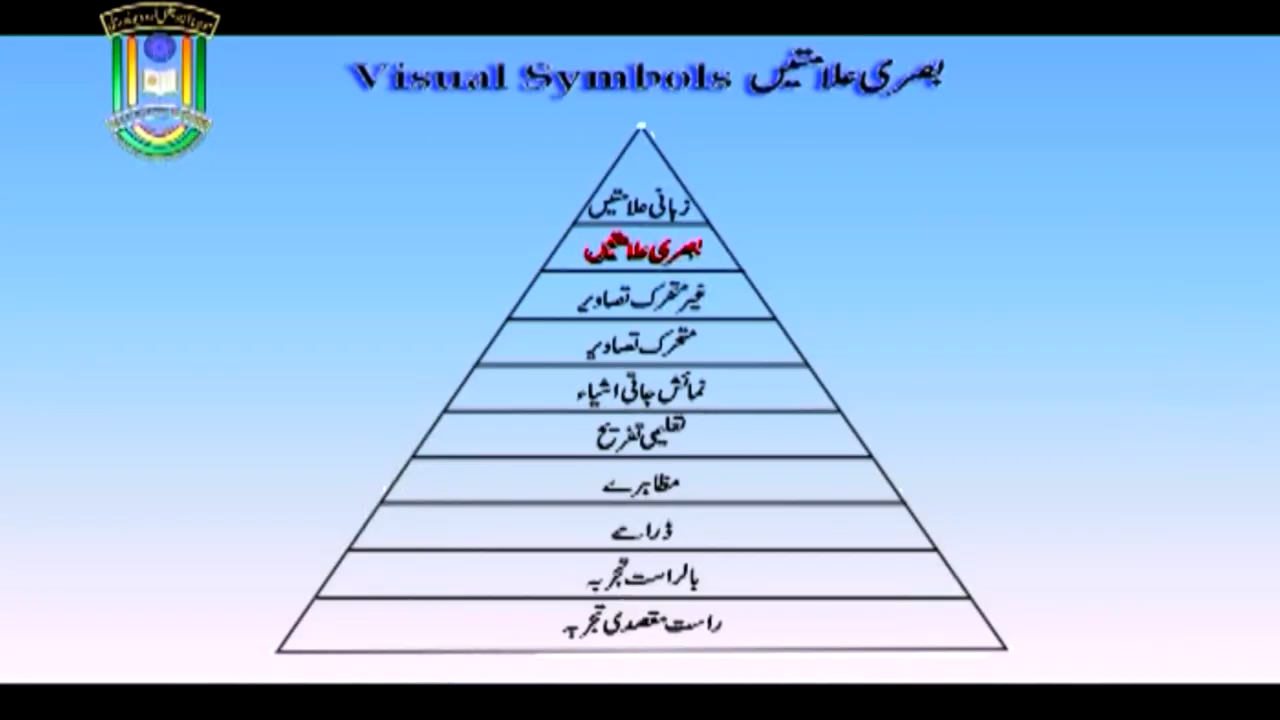 Visual Symbols بصری علامتیں
زبانی علامتیں
بصری علامتیں
غیر متحرک تصاویر
متحرک تصاویر
نمائش جاتی اشیاء
تعلیمی تفریح
مظاہرے
ڈرامے
بالراست تجربہ
راست مقصدی تجربہ